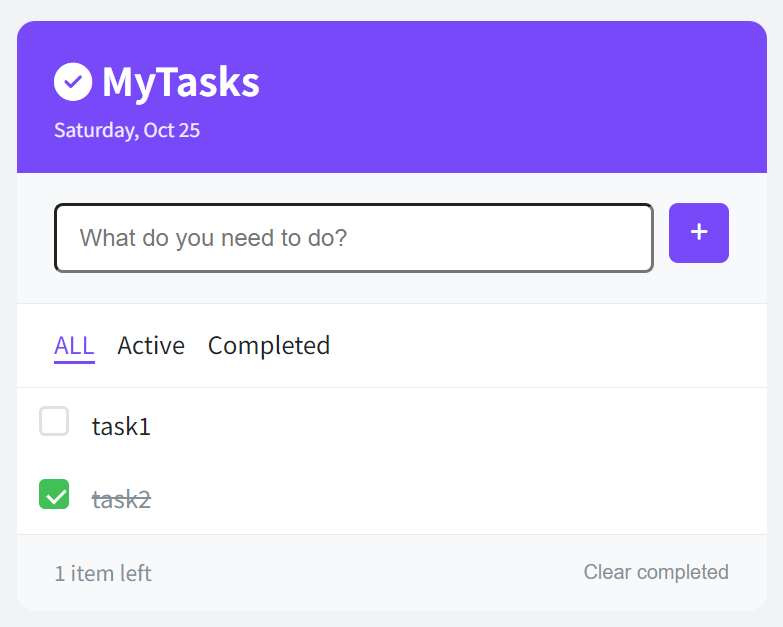 MyTasks
Saturday, Oct 25
What do you need to do?
+
ALL Active Completed
task1
task2
1 item left Clear completed